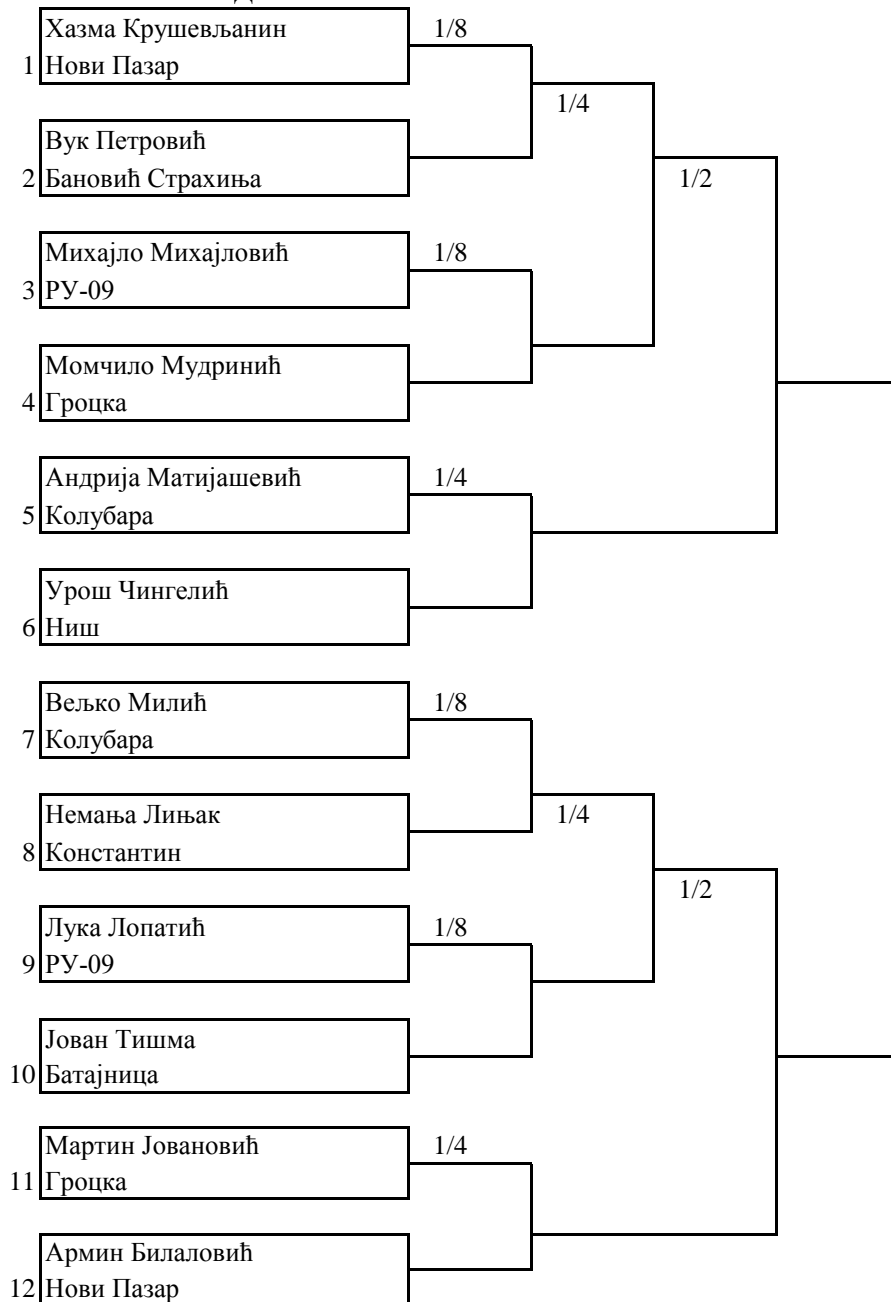 Хазма Крушевљанин 1/8
1 Нови Пазар
1/4
Вук Петровић
2 Бановић Страхиња 1/2
Михајло Михајловић 1/8
3 РУ-09
Момчило Мудринић
4 Гроцка
Андрија Матијашевић 1/4
5 Колубара
Урош Чингелић
6 Ниш
Вељко Милић 1/8
7 Колубара
Немања Лињак 1/4
8 Константин
1/2
Лука Лопатић 1/8
9 РУ-09
Јован Тишма
10 Батајница
Мартин Јовановић 1/4
11 Гроцка
Армин Билаловић
12 Нови Пазар